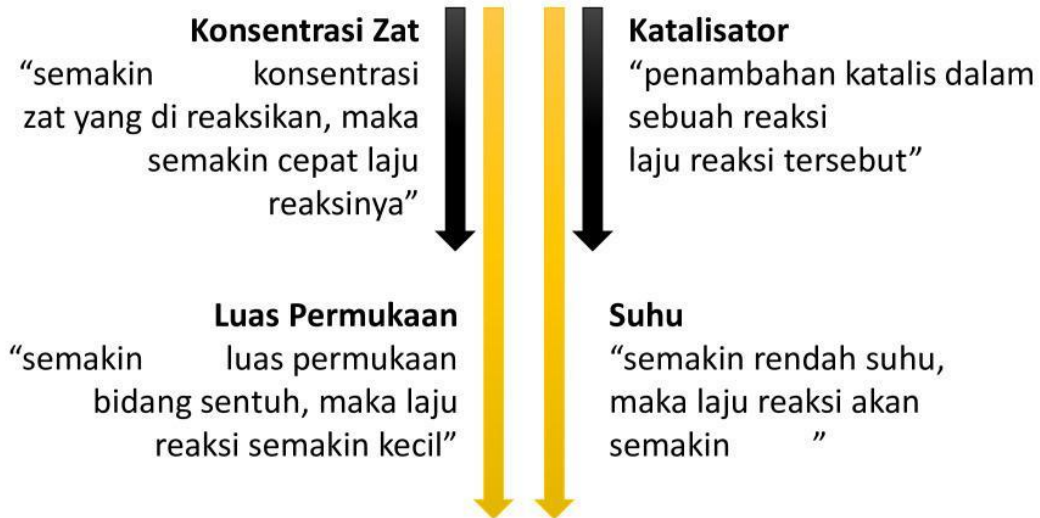 Konsentrasi Zat
“semakin konsentrasi
zat yang di reaksikan, maka
semakin cepat laju
reaksinya”
Katalisator
“penambahan katalis dalam
sebuah reaksi
laju reaksi tersebut”
Luas Permukaan
“semakin luas permukaan
bidang sentuh, maka laju
reaksi semakin kecil”
Suhu
“semakin rendah suhu,
maka laju reaksi akan
semakin ”